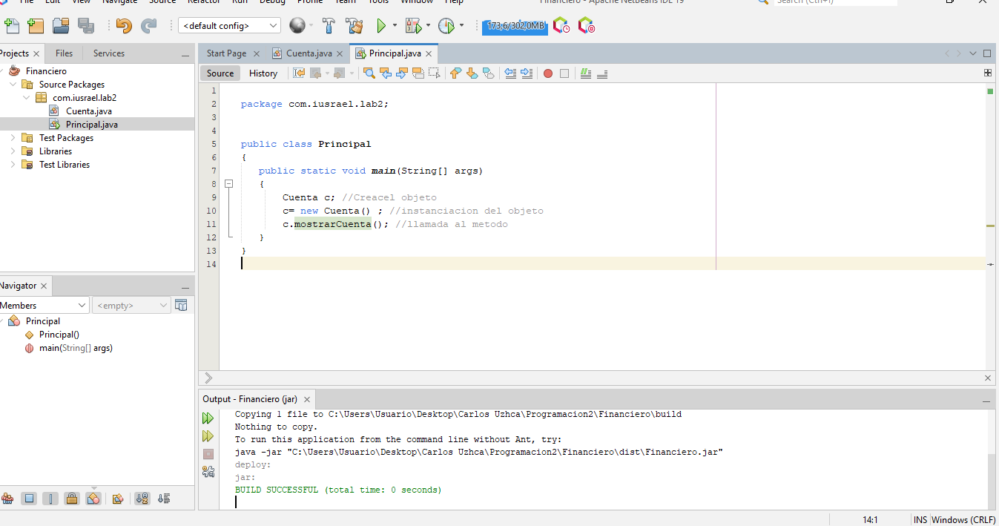 File Edit View Navigate Source Refactor Run Debug Profile Team Tools Window Help
Financiero - Apache NetBeans IDE 19
Search (Ctrl+I)
<default config>
173,6/302,0MB
Projects
Files
Services
Financiero
Source Packages
com.iusrael.lab2
Cuenta.java
Principal.java
Test Packages
Libraries
Test Libraries
Navigator
Members
<empty>
Principal
Principal()
main(String[] args)
Start Page
Cuenta.java
Principal.java
Source
History
1
2 package com.iusrael.lab2;
3
4
5 public class Principal
6 {
7 public static void main(String[] args)
8 {
9 Cuenta c; //Creacel objeto
10 c= new Cuenta() ; //instanciacion del objeto
11 c.mostrarCuenta(); //llamada al metodo
12 }
13 }
14
Output - Financiero (jar)
Copying 1 file to C:\Users\Usuario\Desktop\Carlos Uzhca\Programacion2\Financiero\build
Nothing to copy.
To run this application from the command line without Ant, try:
java -jar "C:\Users\Usuario\Desktop\Carlos Uzhca\Programacion2\Financiero\dist\Financiero.jar"
deploy:
jar:
BUILD SUCCESSFUL (total time: 0 seconds)
14:1
INS
Windows (CRLF)